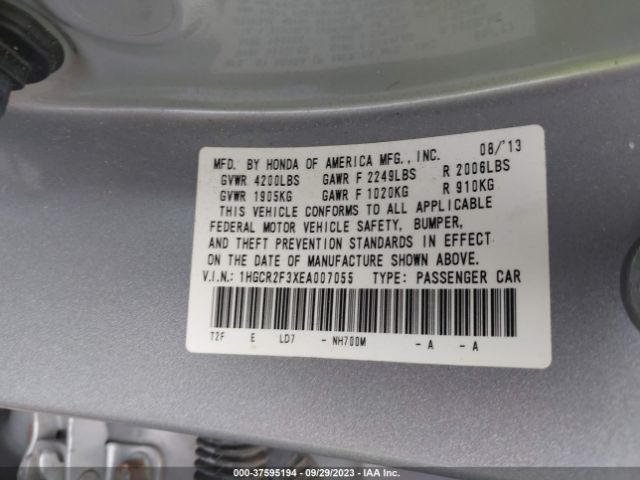 MFD. BY HONDA OF AMERICA MFG., INC. 08/'13
GVWR 4200LBS GAWR F 2249LBS R 2006LBS
GVWR 1905KG GAWR F 1020KG R 910KG
THIS VEHICLE CONFORMS TO ALL APPLICABLE
FEDERAL MOTOR VEHICLE SAFETY, BUMPER,
AND THEFT PREVENTION STANDARDS IN EFFECT
ON THE DATE OF MANUFACTURE SHOWN ABOVE.
V.I.N.: 1HGCR2F3XEA007055 TYPE: PASSENGER CAR
T2F E LD7 - NH700M - A - A
000-37595194 - 09/29/2023 - IAA Inc.